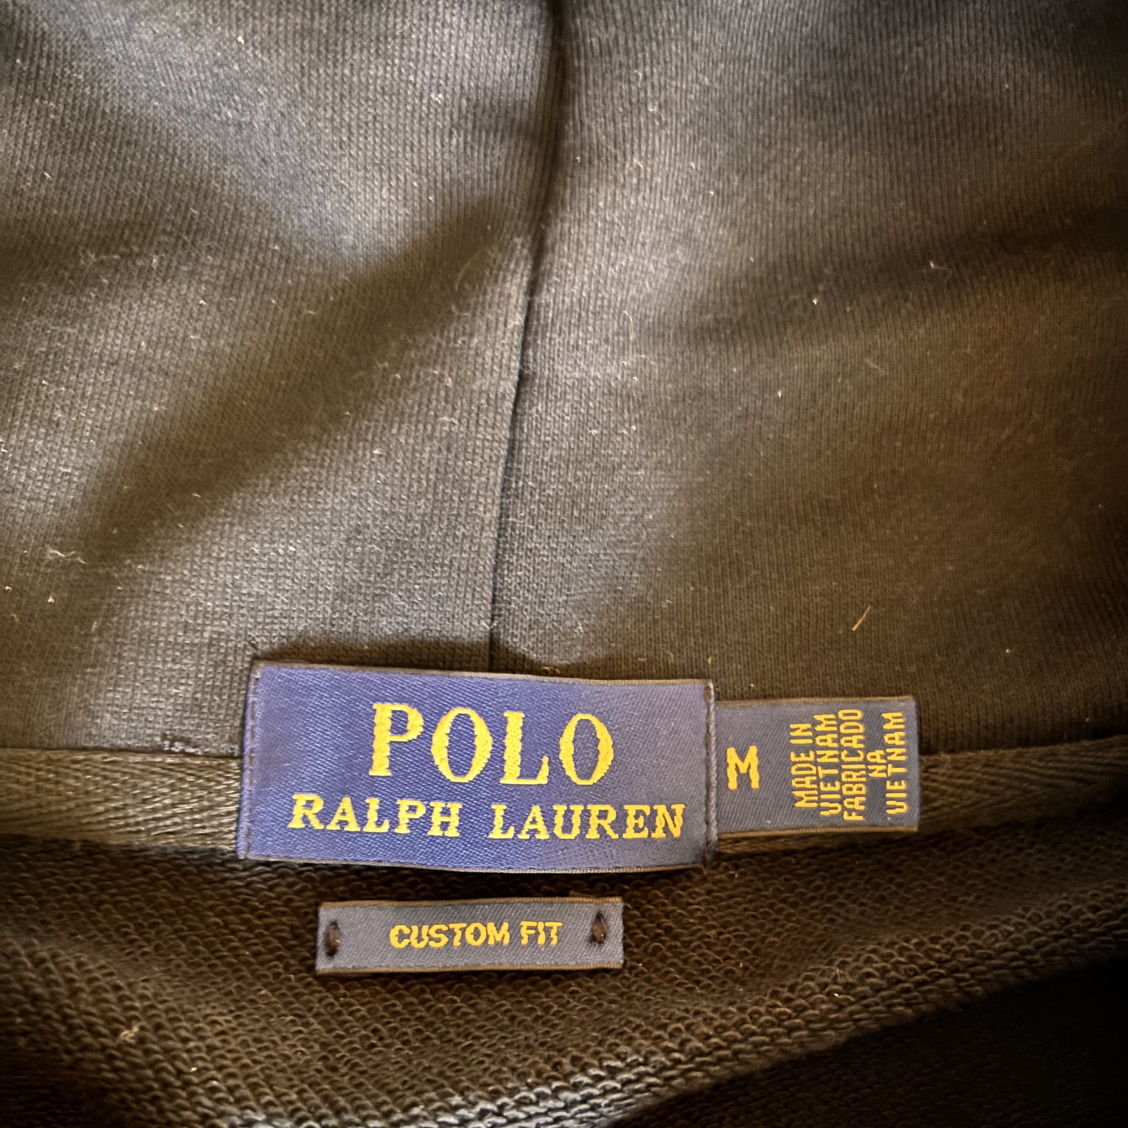 POLO
RALPH LAUREN
M
MADE IN
VIETNAM
FABRICADO
NA
VIETNAM
CUSTOM FIT